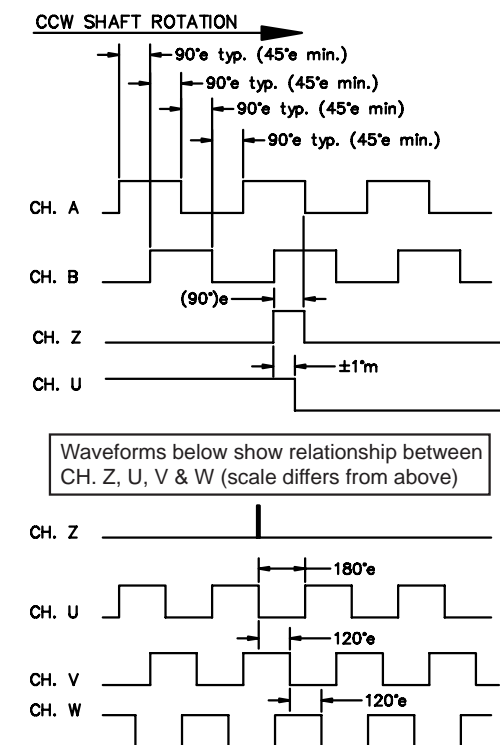 CCW SHAFT ROTATION
90°e typ. (45°e min.)
90°e typ. (45°e min.)
90°e typ. (45°e min)
90°e typ. (45°e min.)
CH. A
CH. B
(90°)e
CH. Z
±1°m
CH. U
Waveforms below show relationship between
CH. Z, U, V & W (scale differs from above)
CH. Z
180°e
CH. U
120°e
CH. V
120°e
CH. W